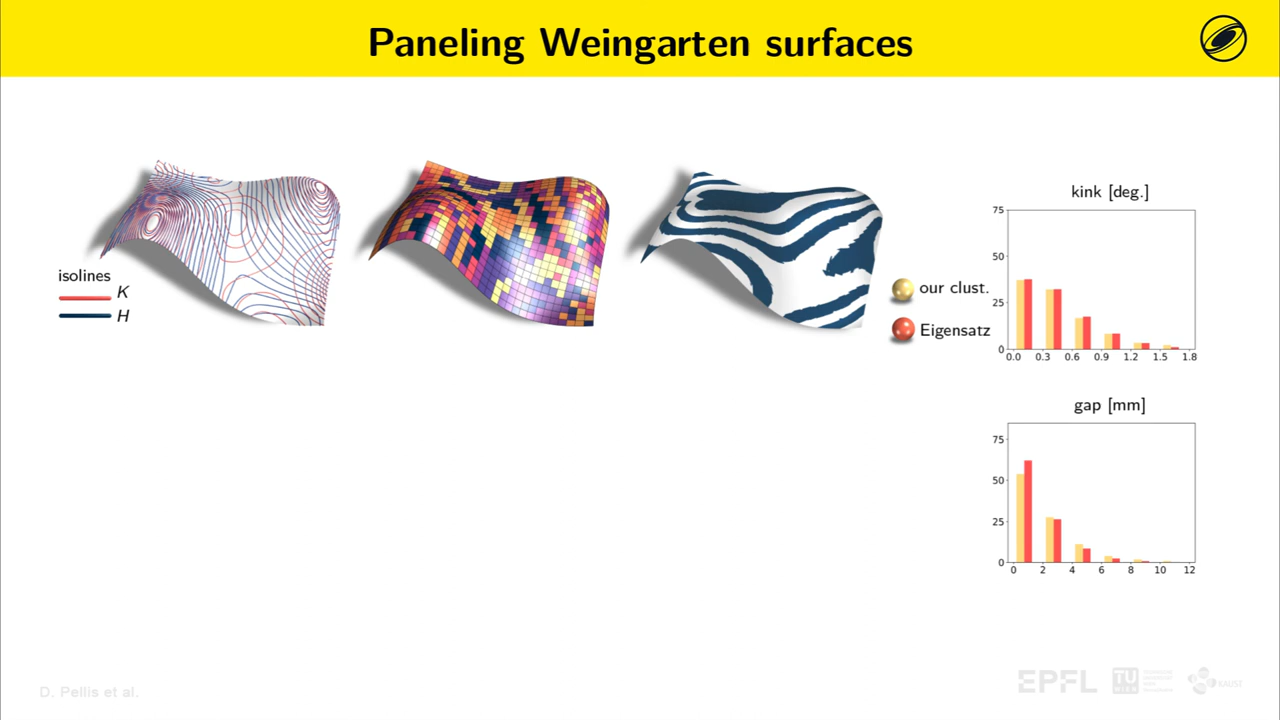 Paneling Weingarten surfaces
isolines
K
H
our clust.
Eigensatz
kink [deg.]
75
50
25
0
0.0 0.3 0.6 0.9 1.2 1.5 1.8
gap [mm]
75
50
25
0
0 2 4 6 8 10 12
D. Pellis et al.
EPFL
TU
WIEN
KAUST